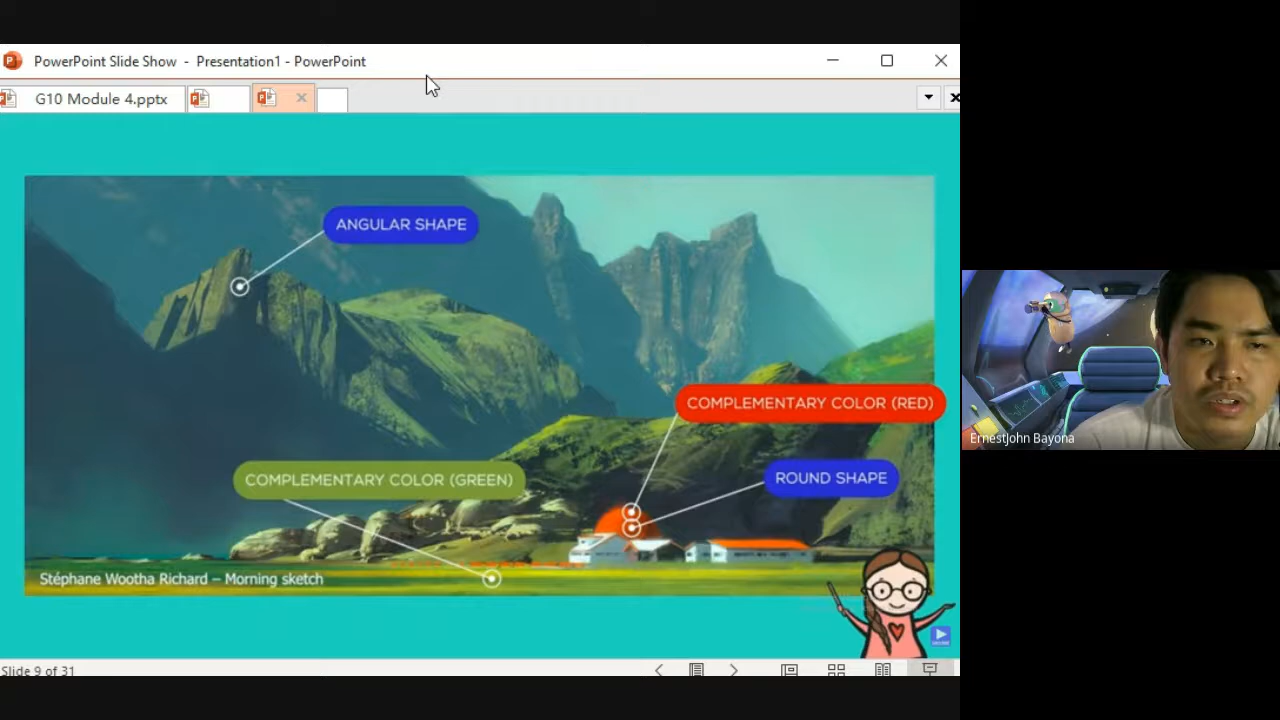 PowerPoint Slide Show - Presentation1 - PowerPoint
G10 Module 4.pptx
ANGULAR SHAPE
COMPLEMENTARY COLOR (RED)
COMPLEMENTARY COLOR (GREEN)
ROUND SHAPE
Stéphane Wootha Richard – Morning sketch
Slide 9 of 31
ErnestJohn Bayona